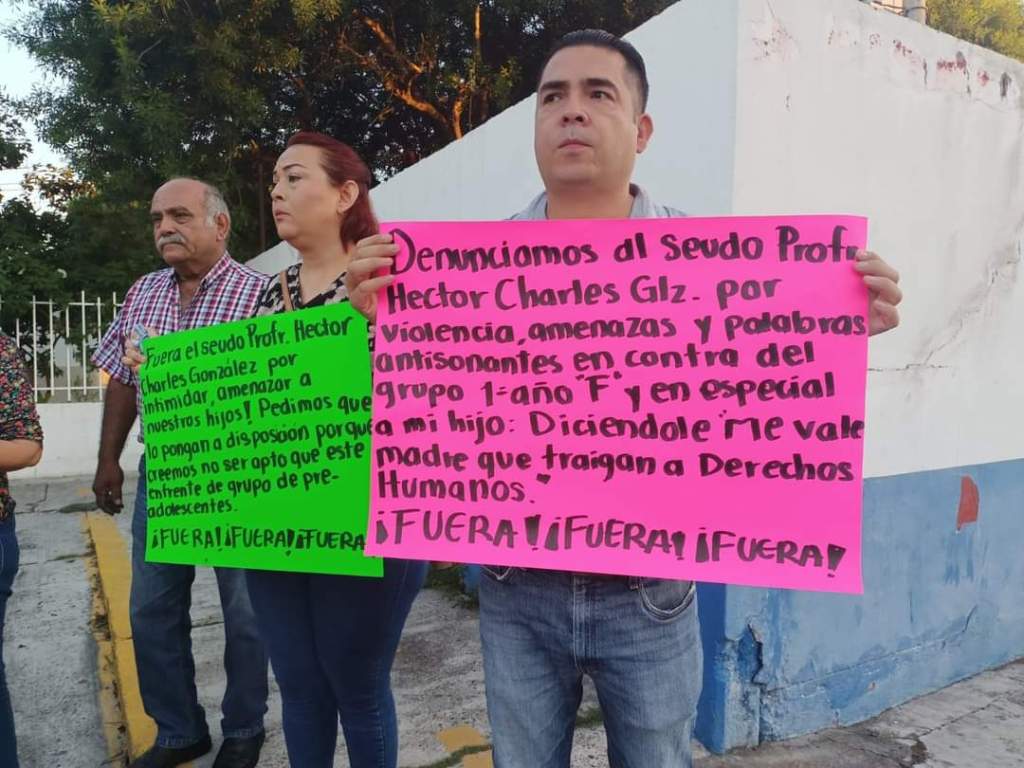 Fuera el seudo Profr. Hector
Charles González por
intimidar, amenazar a
nuestros hijos! Pedimos que
lo pongan a disposición porque
creemos no ser apto que este
enfrente de grupo de pre-
adolescentes.
¡FUERA! ¡FUERA! ¡FUERA
Denunciamos al Seudo Profr.
Hector Charles Glz. por
violencia, amenazas y palabras
antisonantes en contra del
grupo 1= año "F" y en especial
a mi hijo: Diciendole "Me vale
madre que traigan a Derechos
Humanos."
¡FUERA! ¡FUERA! ¡FUERA!